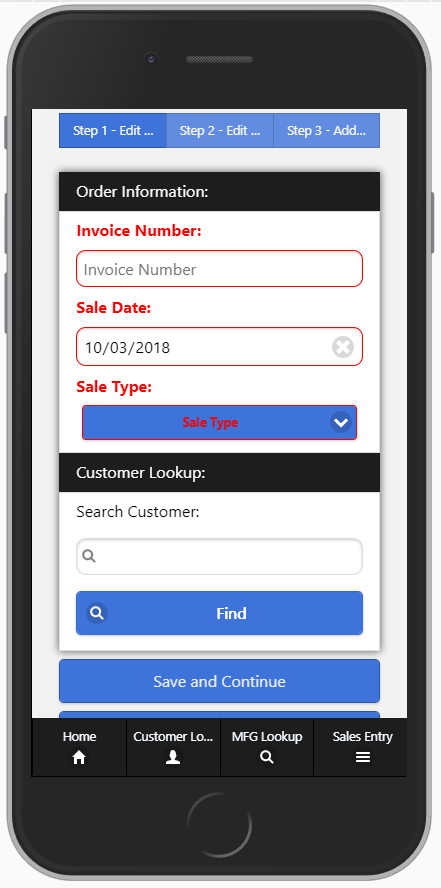 Step 1 - Edit ...
Step 2 - Edit ...
Step 3 - Add...
Order Information:
Invoice Number:
Invoice Number
Sale Date:
10/03/2018
Sale Type:
Sale Type
Customer Lookup:
Search Customer:
Find
Save and Continue
Home
Customer Lo...
MFG Lookup
Sales Entry